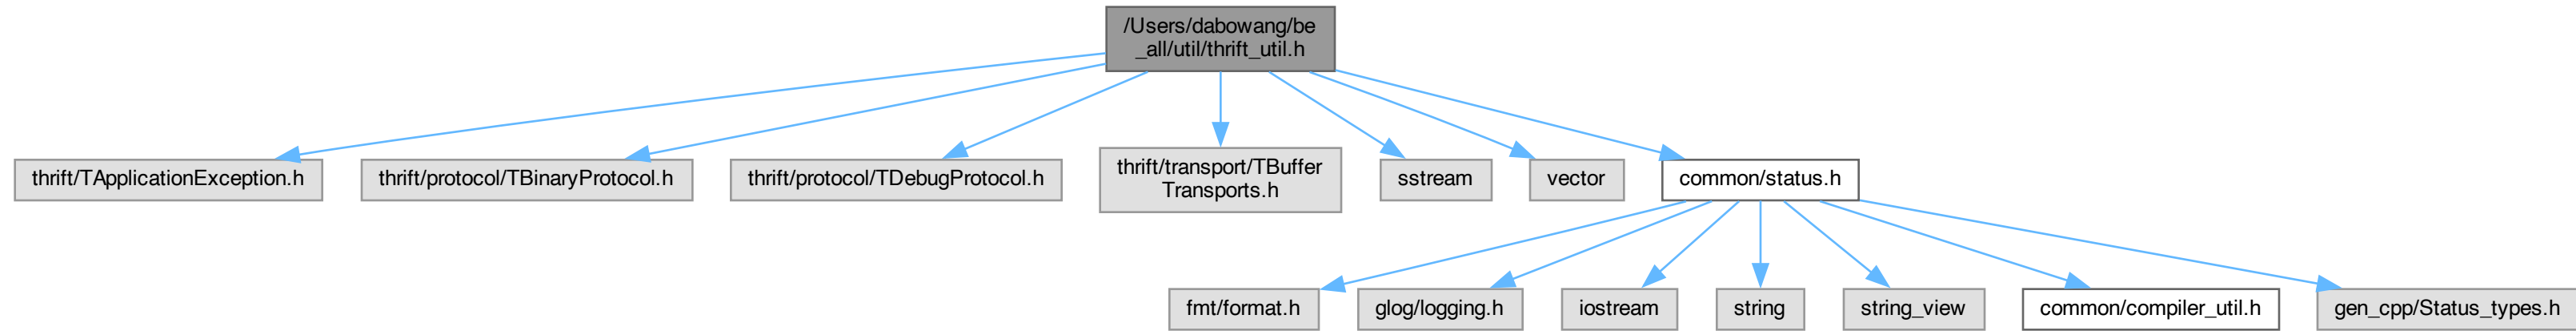 /Users/dabowang/be
_all/util/thrift_util.h
thrift/TApplicationException.h
thrift/protocol/TBinaryProtocol.h
thrift/protocol/TDebugProtocol.h
thrift/transport/TBuffer
Transports.h
sstream
vector
common/status.h
fmt/format.h
glog/logging.h
iostream
string
string_view
common/compiler_util.h
gen_cpp/Status_types.h